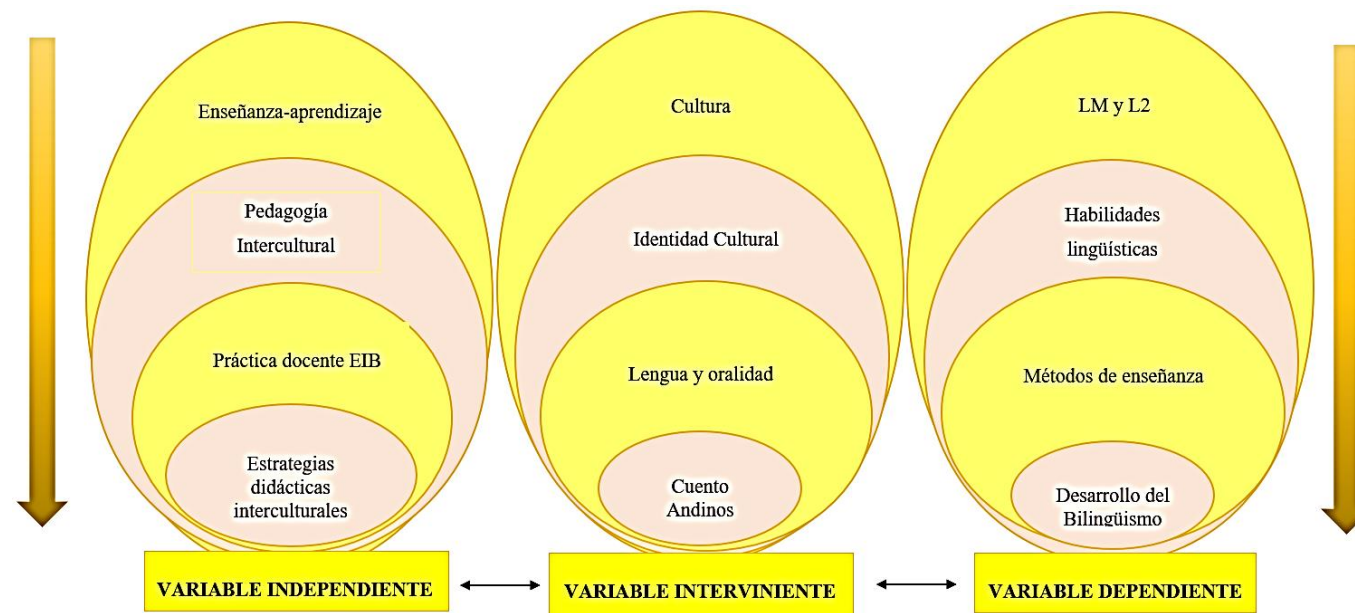 Enseñanza-aprendizaje
Pedagogía
Intercultural
Práctica docente EIB
Estrategias
didácticas
interculturales
VARIABLE INDEPENDIENTE
Cultura
Identidad Cultural
Lengua y oralidad
Cuento
Andinos
VARIABLE INTERVINIENTE
LM y L2
Habilidades
lingüísticas
Métodos de enseñanza
Desarrollo del
Bilingüismo
VARIABLE DEPENDIENTE